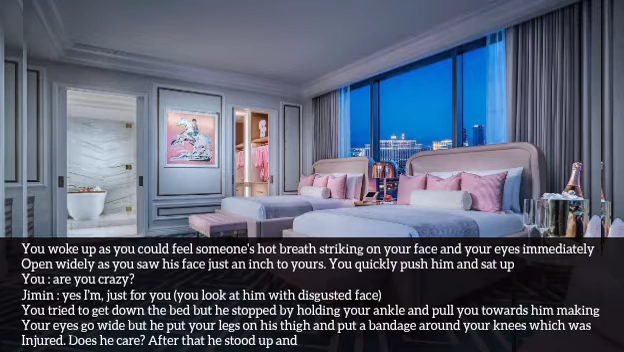 You woke up as you could feel someone's hot breath striking on your face and your eyes immediately
Open widely as you saw his face just an inch to yours. You quickly push him and sat up
You : are you crazy?
Jimin : yes I'm, just for you (you look at him with disgusted face)
You tried to get down the bed but he stopped by holding your ankle and pull you towards him making
Your eyes go wide but he put your legs on his thigh and put a bandage around your knees which was
Injured. Does he care? After that he stood up and